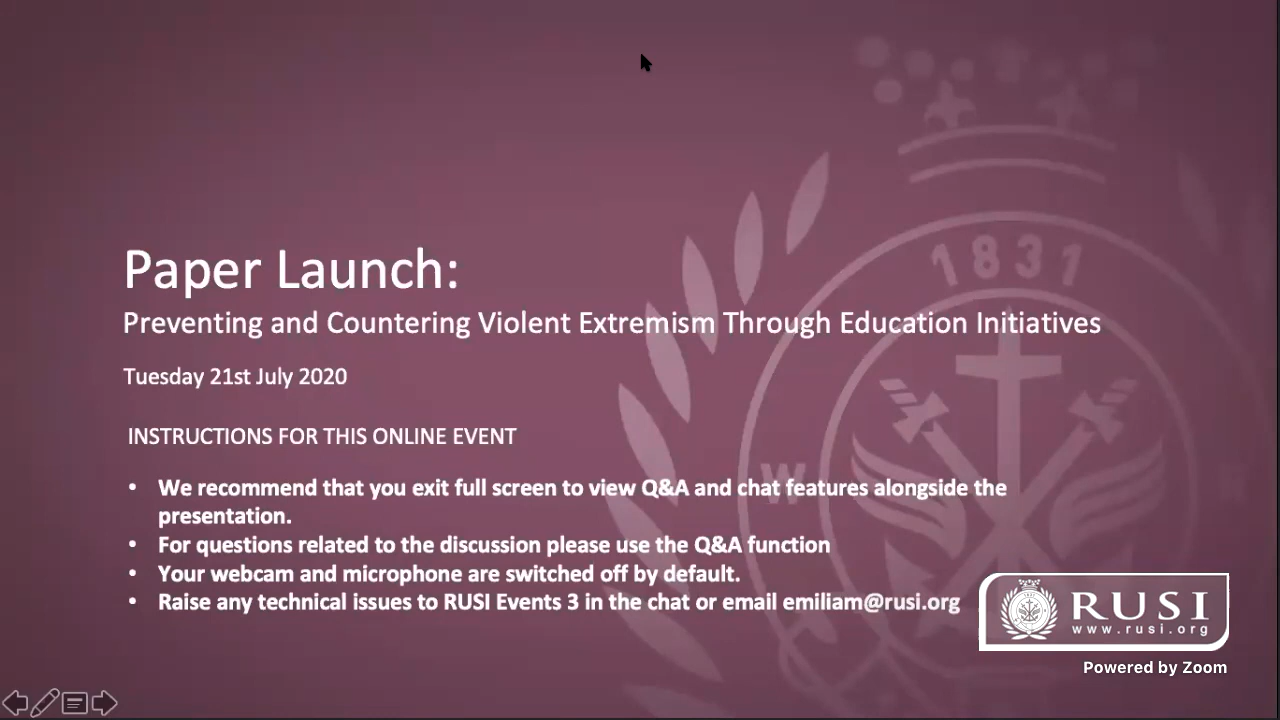 1831
Paper Launch:
Preventing and Countering Violent Extremism Through Education Initiatives
Tuesday 21st July 2020
INSTRUCTIONS FOR THIS ONLINE EVENT
W
• We recommend that you exit full screen to view Q&A and chat features alongside the
presentation.
• For questions related to the discussion please use the Q&A function
• Your webcam and microphone are switched off by default.
• Raise any technical issues to RUSI Events 3 in the chat or email emiliam@rusi.org
RUSI
www.rusi.org
Powered by Zoom